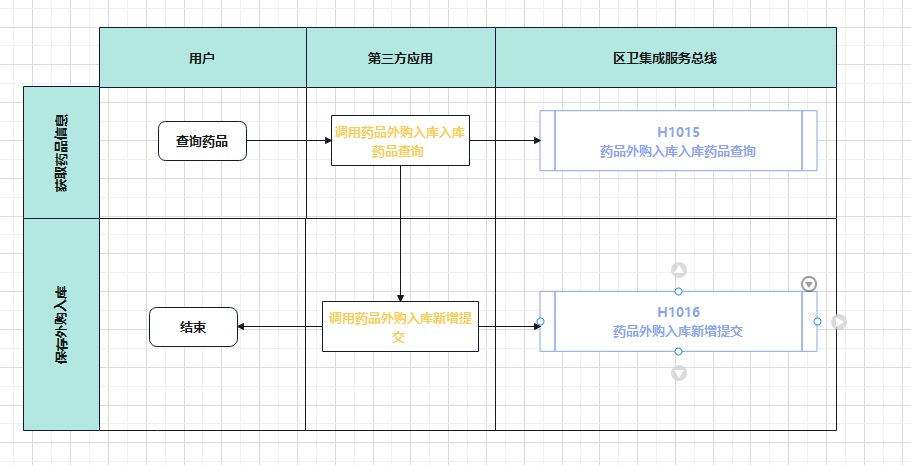 用户
第三方应用
区卫集成服务总线
获取药品信息
查询药品
调用药品外购入库入库
药品查询
H1015
药品外购入库入库药品查询
保存外购入库
结束
调用药品外购入库新增提
交
H1016
药品外购入库新增提交